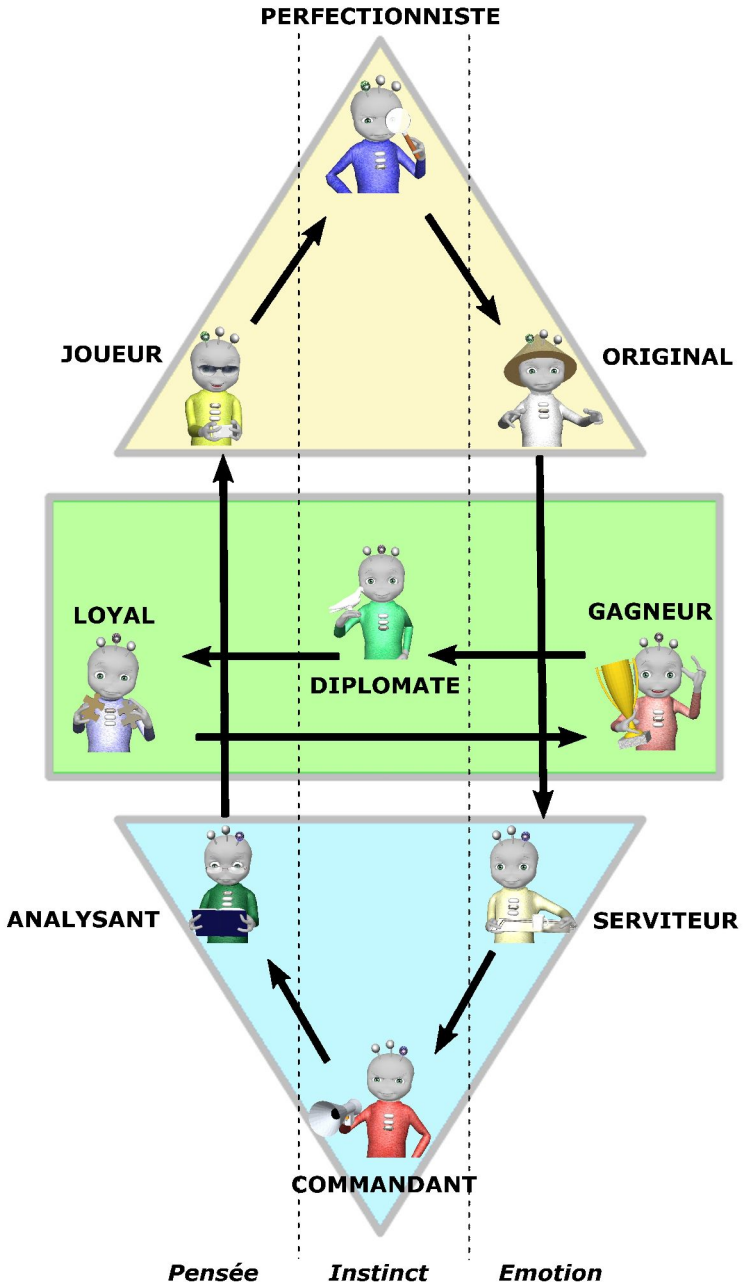 PERFECTIONNISTE
JOUEUR
ORIGINAL
LOYAL
GAGNEUR
DIPLOMATE
ANALYSANT
SERVITEUR
COMMANDANT
Pensée
Instinct
Emotion